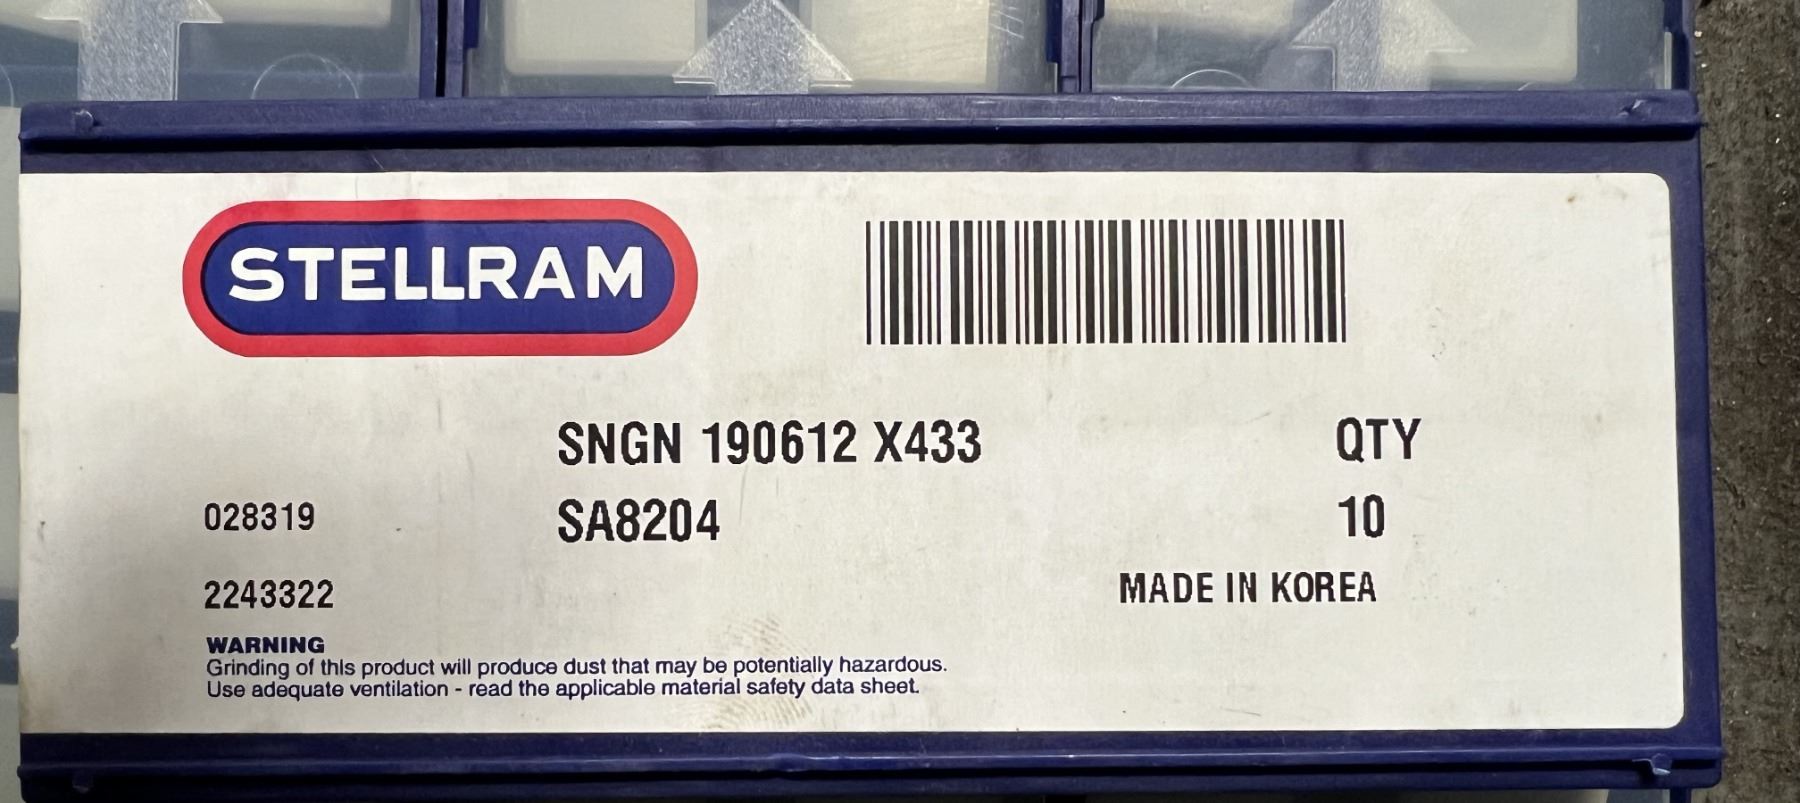 STELLRAM
SNGN 190612 X433 QTY
028319 SA8204 10
2243322 MADE IN KOREA
WARNING
Grinding of this product will produce dust that may be potentially hazardous.
Use adequate ventilation - read the applicable material safety data sheet.